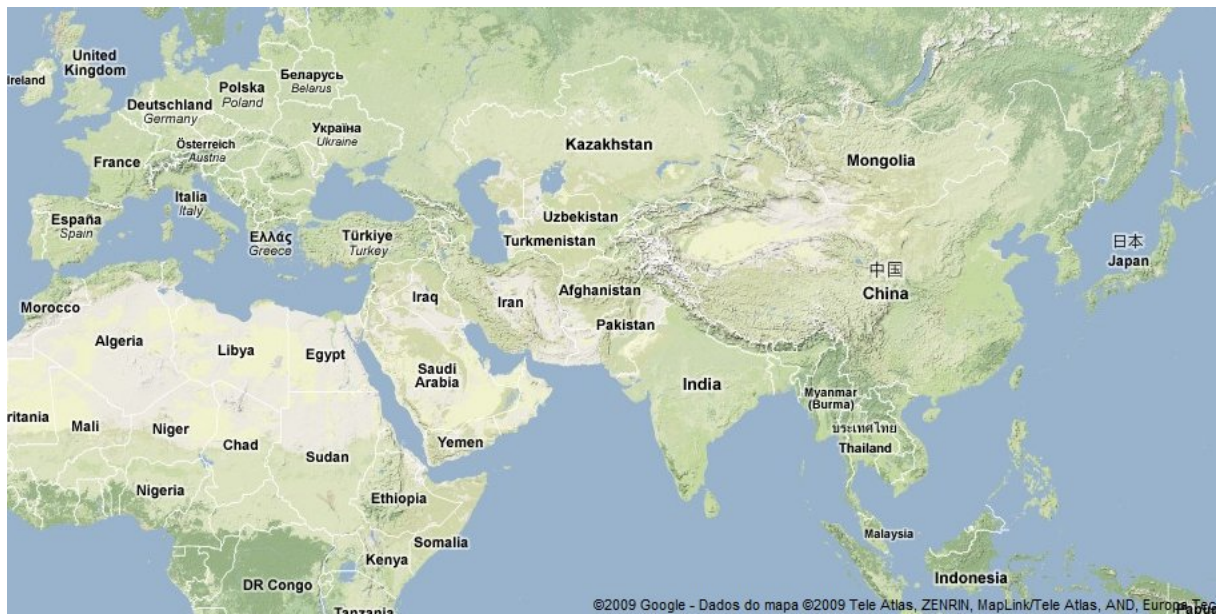 United
Kingdom
Ireland
Polska
Poland
Беларусь
Belarus
Deutschland
Germany
Україна
Ukraine
Österreich
Austria
France
Kazakhstan
Mongolia
Italia
Italy
España
Spain
Ελλάς
Greece
Türkiye
Turkey
Uzbekistan
Turkmenistan
日本
Japan
中国
China
Morocco
Iraq
Iran
Afghanistan
Pakistan
Algeria
Libya
Egypt
Saudi
Arabia
India
Myanmar
(Burma)
ritania
Mali
Niger
Chad
Sudan
Yemen
ประเทศไทย
Thailand
Nigeria
Ethiopia
Somalia
Malaysia
Kenya
DR Congo
Indonesia
Tanzania
©2009 Google - Dados do mapa ©2009 Tele Atlas, ZENRIN, MapLink/Tele Atlas, AND, Europa Tec